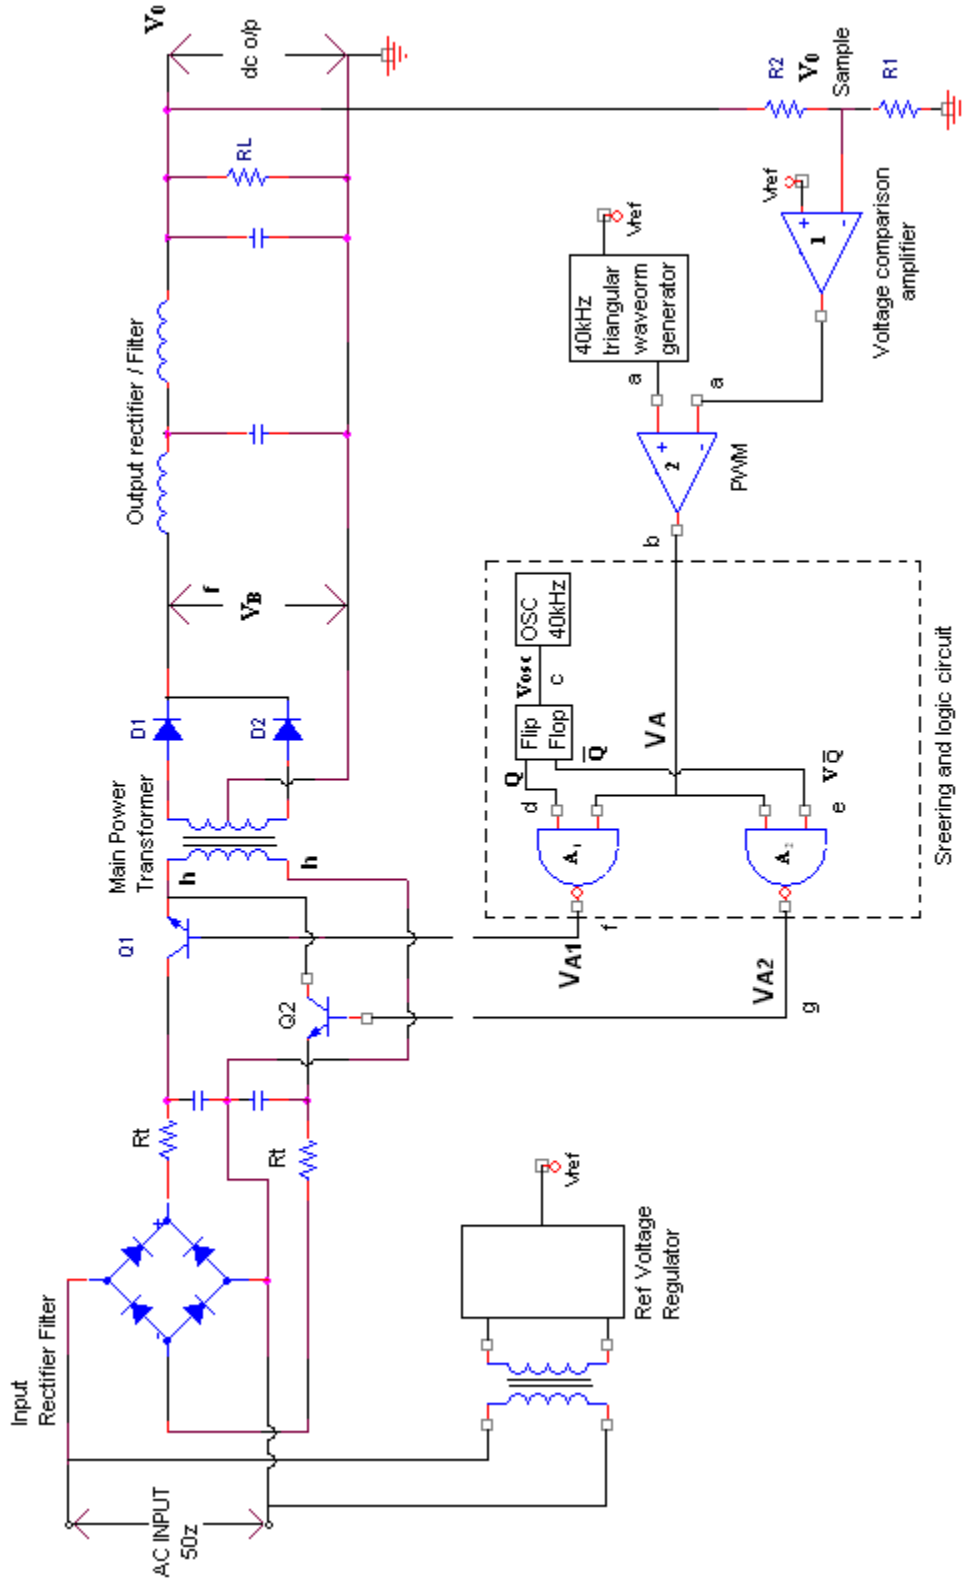 Input
Rectifier Filter
AC INPUT
50z
+
-
Rt
Rt
Q1
Q2
Main Power
Transformer
h
h
D1
D2
Output rectifier / Filter
f
VB
RL
V0
dc o/p
Ref Voltage
Regulator
Vref
VA1
f
VA2
g
A1
A2
d
e
Q
Q̅
VQ̅
Flip
Flop
Vosc
c
OSC
40kHz
VA
Sreering and logic circuit
b
2
+
-
PWM
a
a
40kHz
triangular
waveorm
generator
Vref
1
+
-
Vref
Voltage comparison
amplifier
R2
V0
Sample
R1